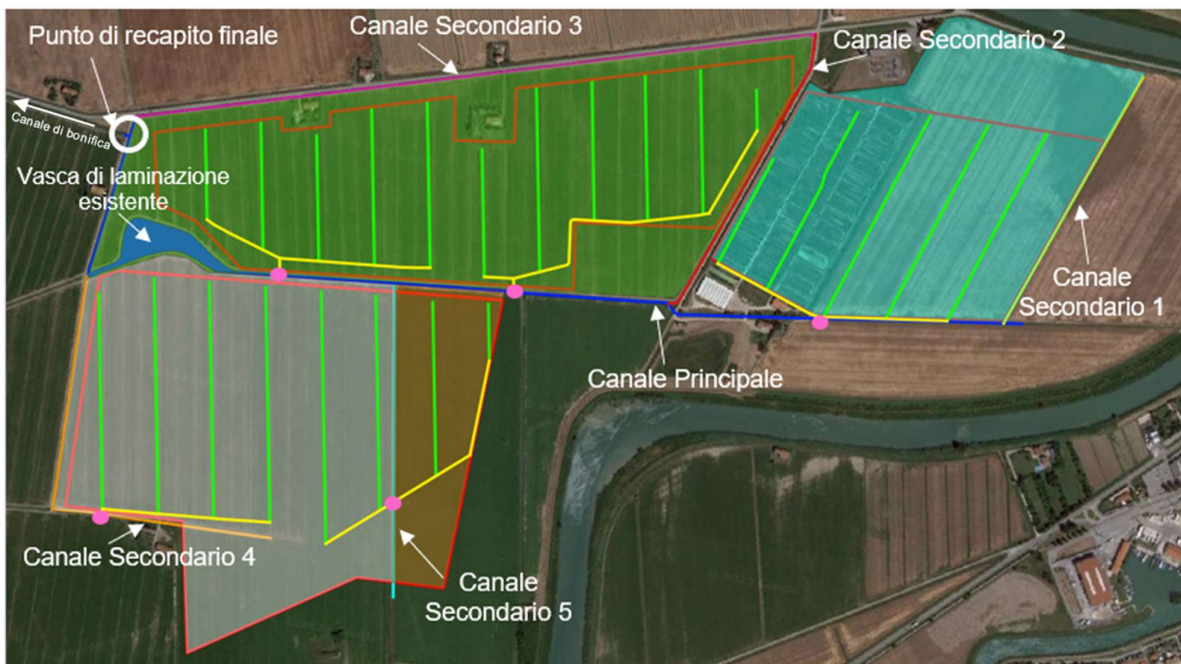 Canale Secondario 3
Punto di recapito finale
Canale Secondario 2
Canale di bonifica
Vasca di laminazione
esistente
Canale
Secondario 1
Canale Principale
Canale Secondario 4
Canale
Secondario 5